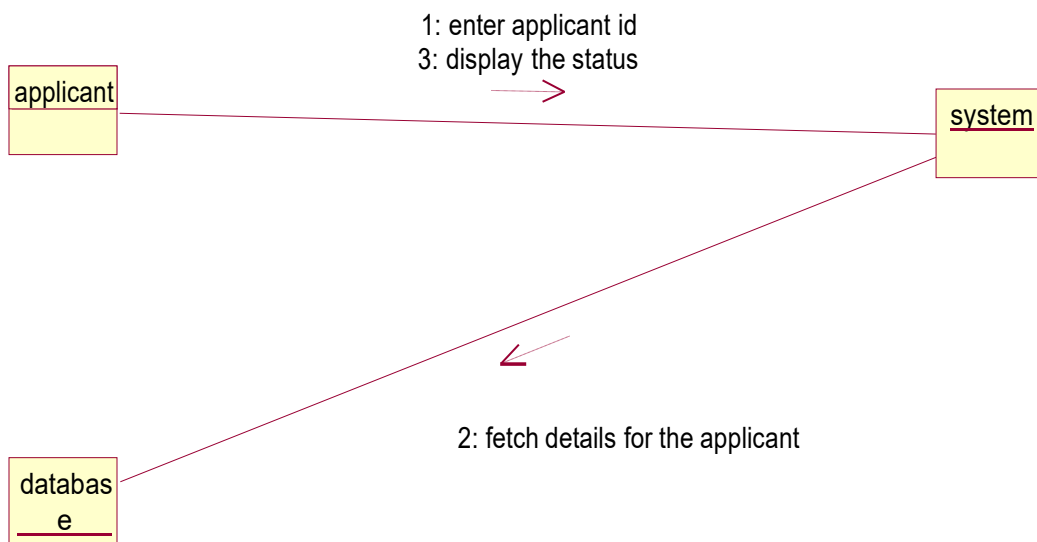 1: enter applicant id
3: display the status
applicant
system
2: fetch details for the applicant
databas
e